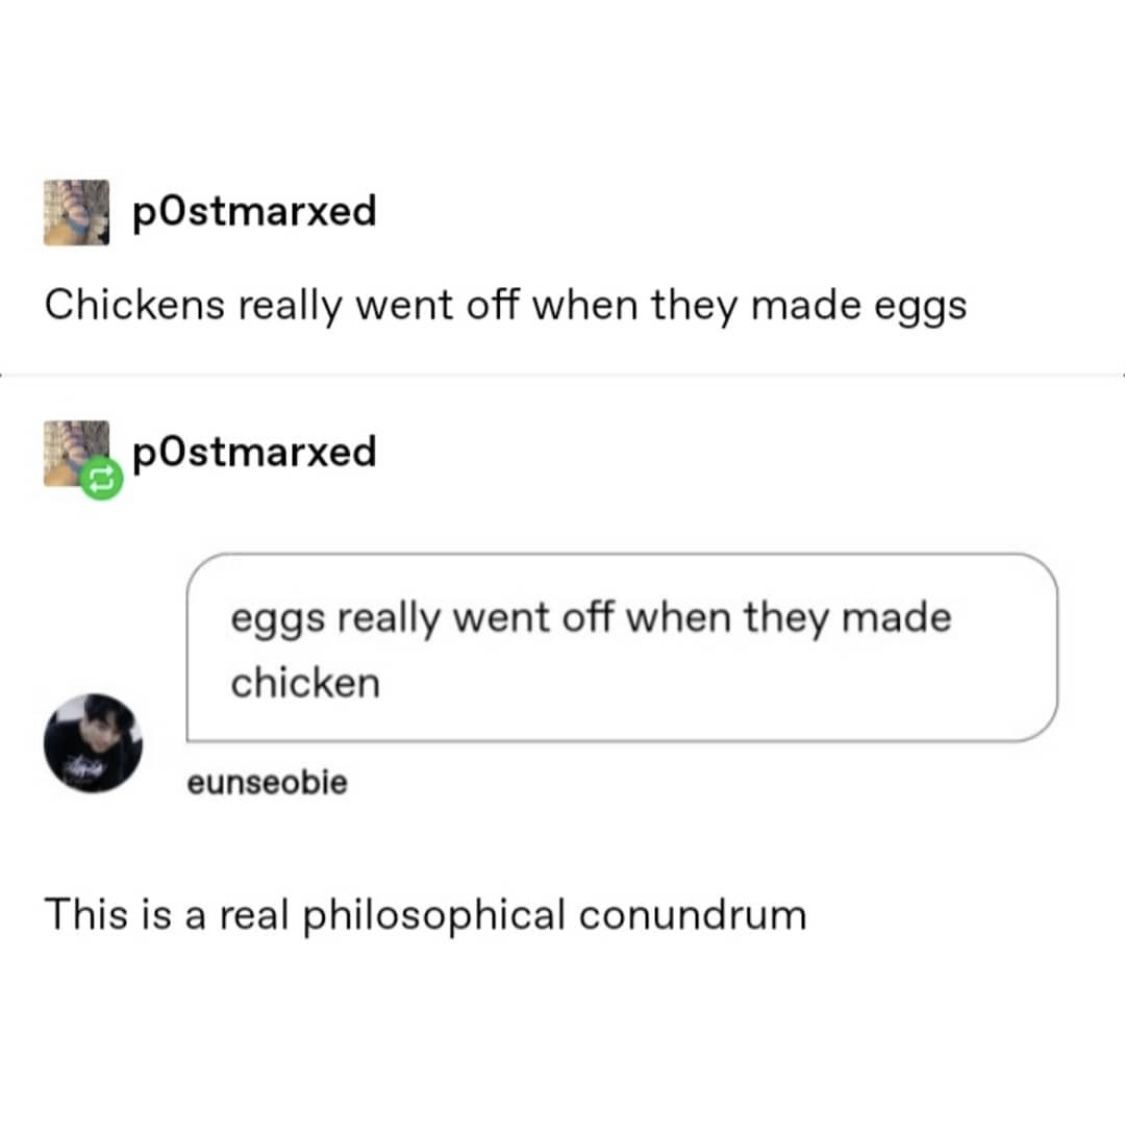 p0stmarxed
Chickens really went off when they made eggs
p0stmarxed
eggs really went off when they made
chicken
eunseobie
This is a real philosophical conundrum